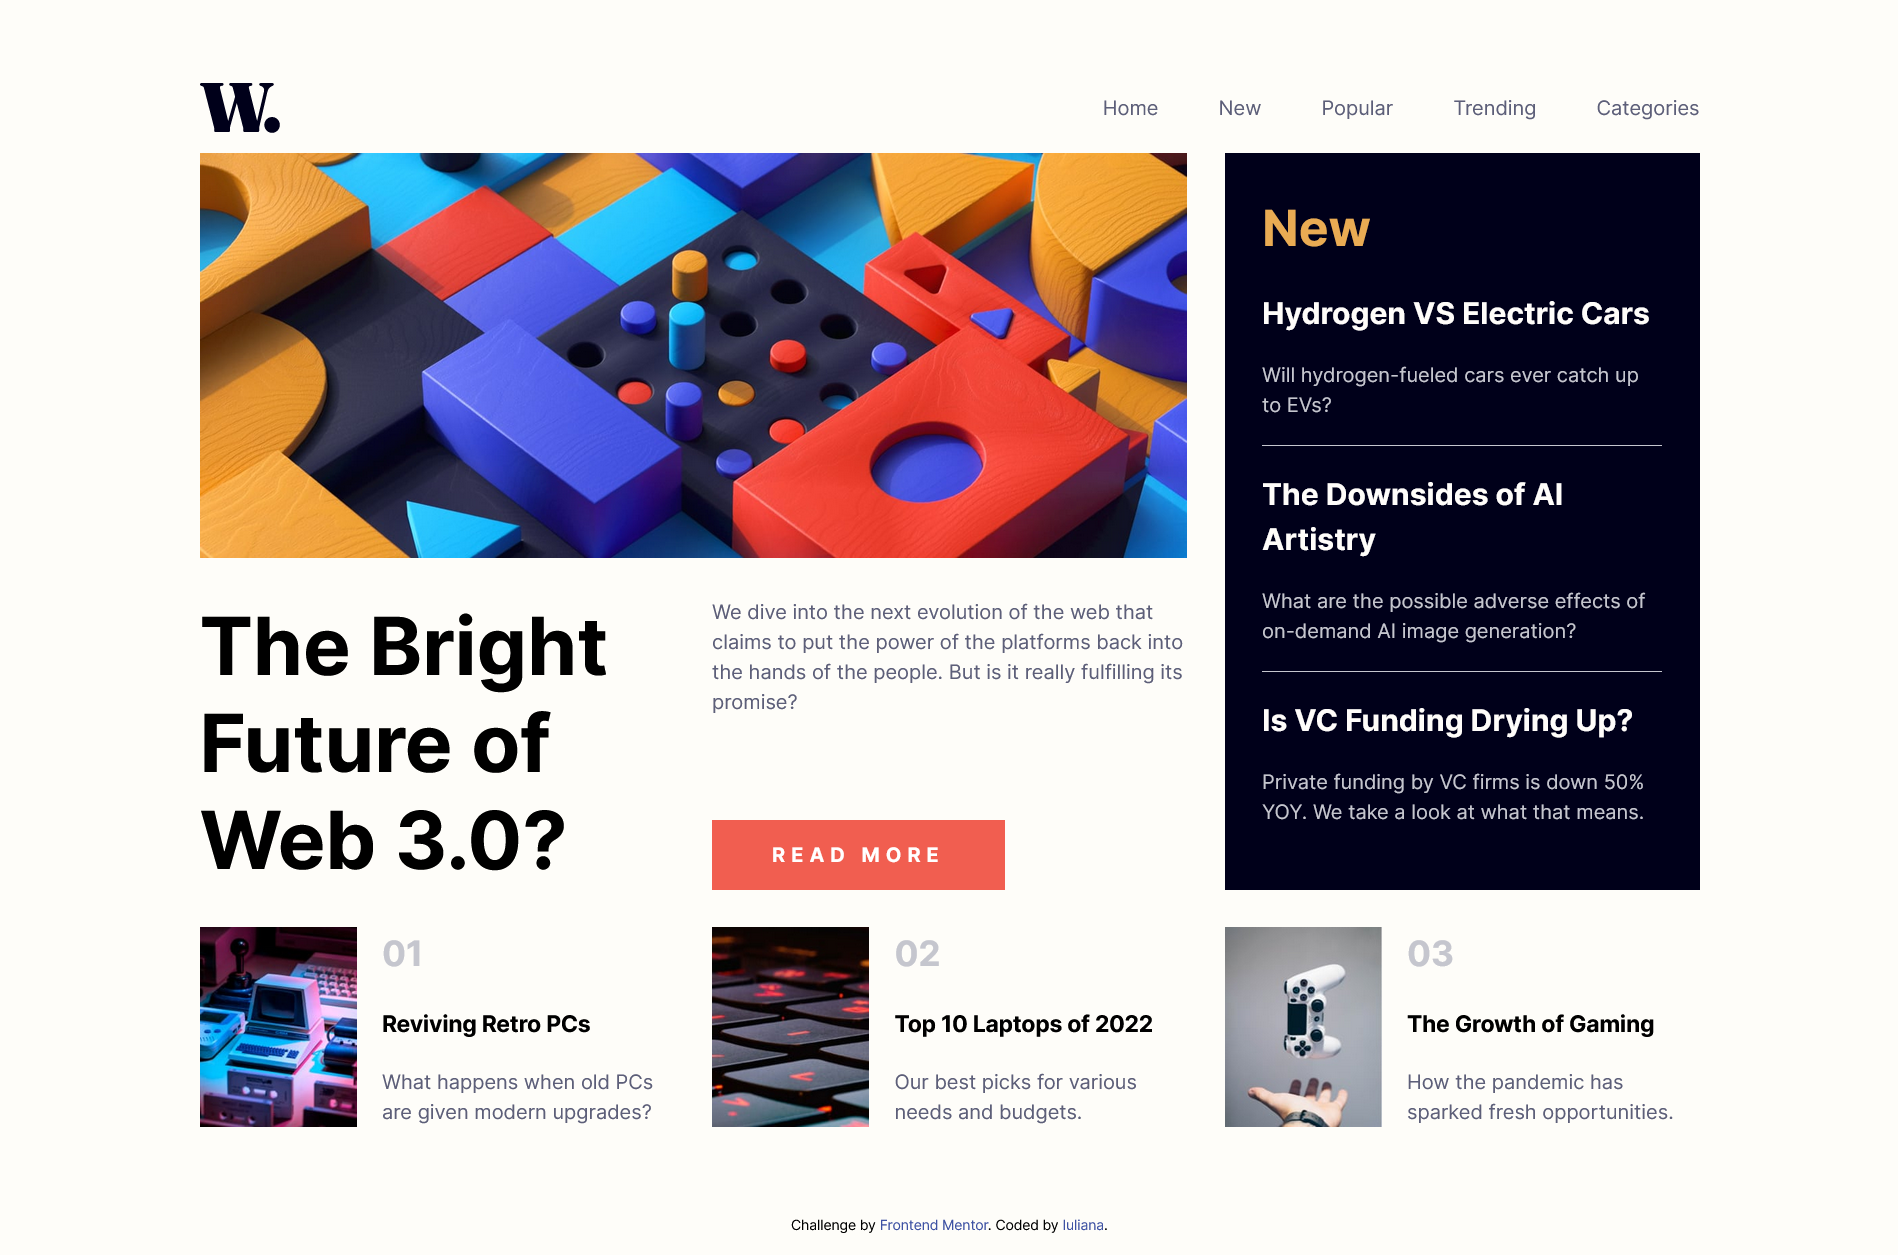 W.
Home New Popular Trending Categories
The Bright
Future of
Web 3.0?
We dive into the next evolution of the web that
claims to put the power of the platforms back into
the hands of the people. But is it really fulfilling its
promise?
READ MORE
New
Hydrogen VS Electric Cars
Will hydrogen-fueled cars ever catch up
to EVs?
The Downsides of AI
Artistry
What are the possible adverse effects of
on-demand AI image generation?
Is VC Funding Drying Up?
Private funding by VC firms is down 50%
YOY. We take a look at what that means.
01
Reviving Retro PCs
What happens when old PCs
are given modern upgrades?
02
Top 10 Laptops of 2022
Our best picks for various
needs and budgets.
03
The Growth of Gaming
How the pandemic has
sparked fresh opportunities.
Challenge by Frontend Mentor. Coded by Iuliana.